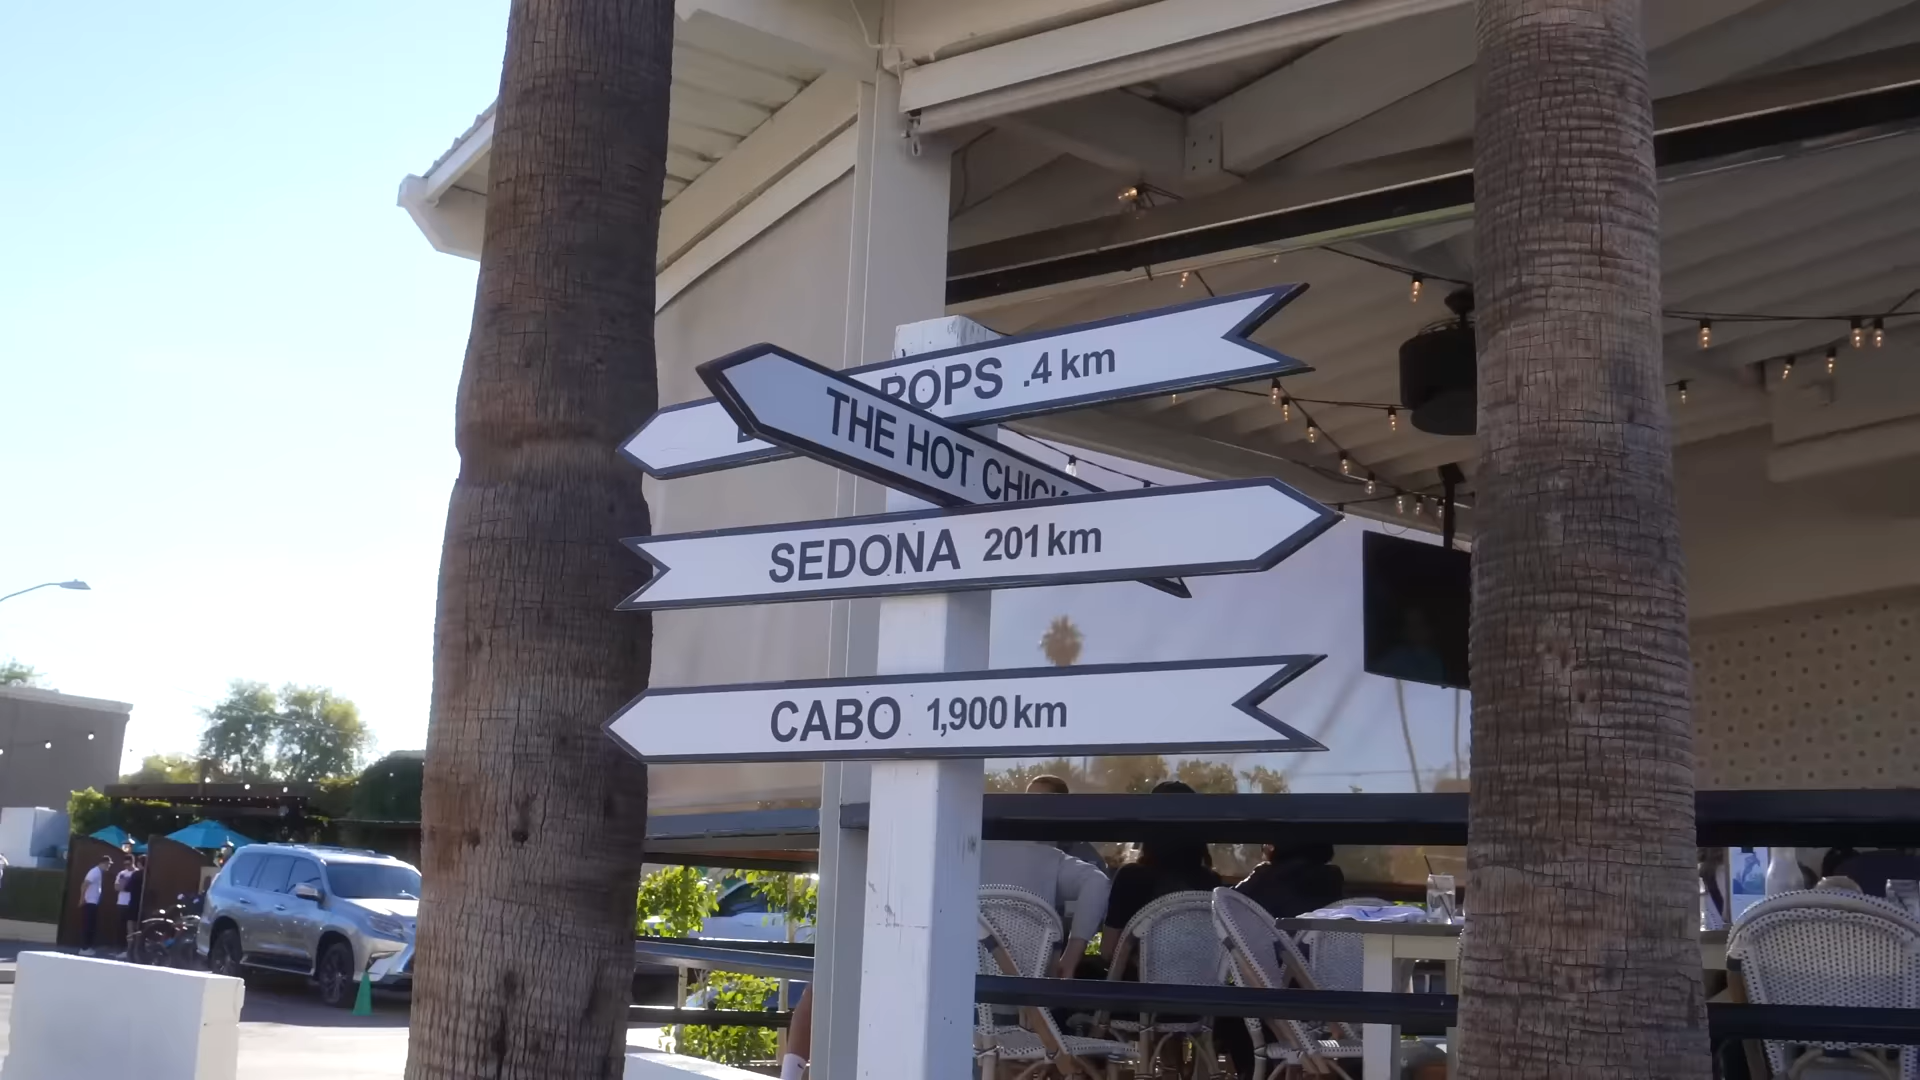 POPS .4 km
THE HOT CHICK
SEDONA 201 km
CABO 1,900 km